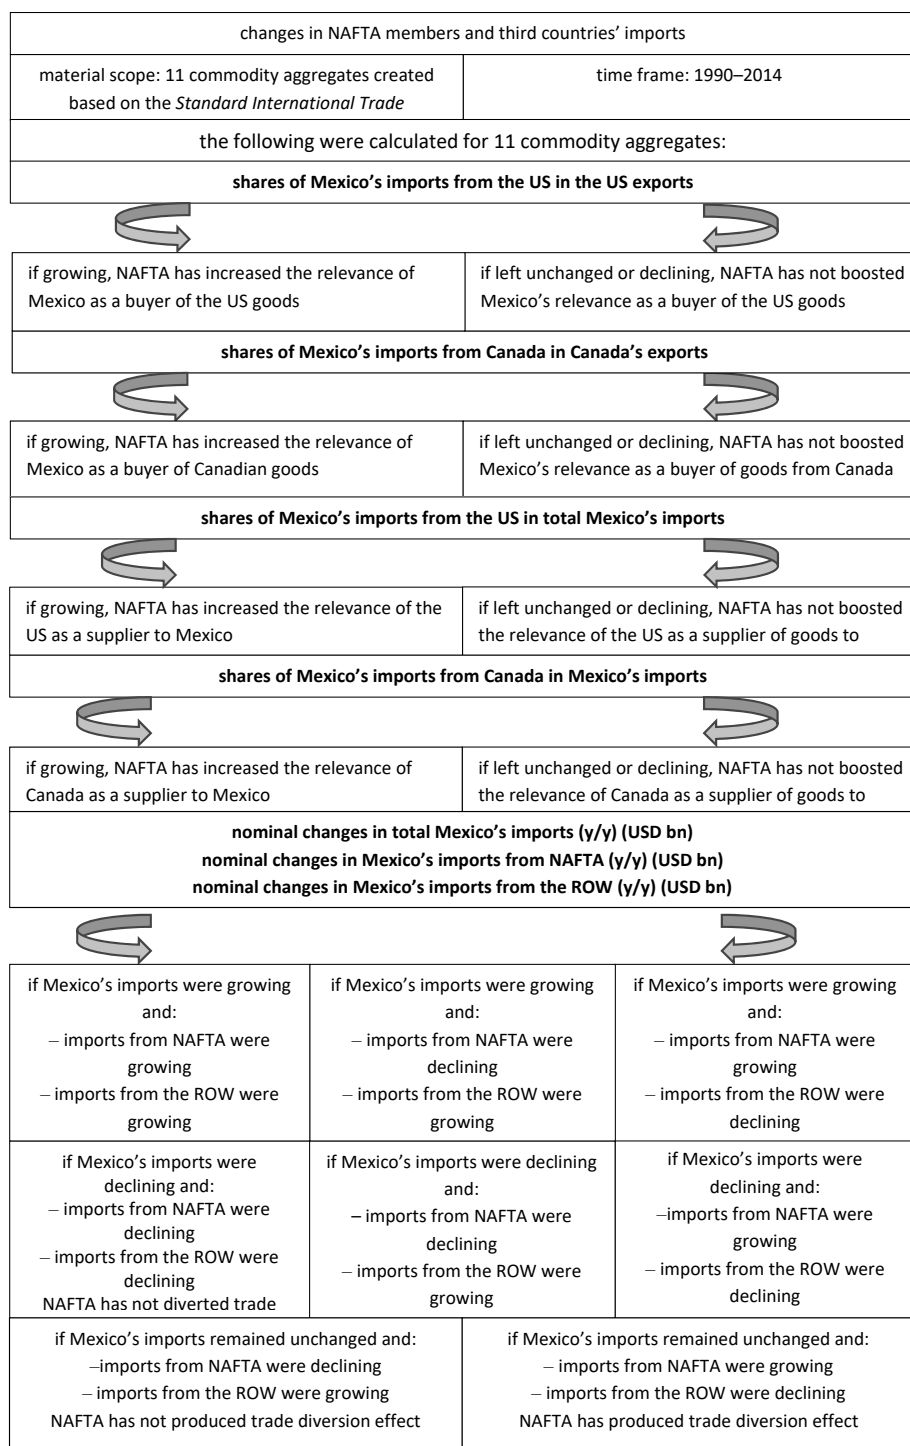 changes in NAFTA members and third countries’ imports
material scope: 11 commodity aggregates created
based on the Standard International Trade
time frame: 1990–2014
the following were calculated for 11 commodity aggregates:
shares of Mexico’s imports from the US in the US exports
if growing, NAFTA has increased the relevance of
Mexico as a buyer of the US goods
if left unchanged or declining, NAFTA has not boosted
Mexico’s relevance as a buyer of the US goods
shares of Mexico’s imports from Canada in Canada’s exports
if growing, NAFTA has increased the relevance of
Mexico as a buyer of Canadian goods
if left unchanged or declining, NAFTA has not boosted
Mexico’s relevance as a buyer of goods from Canada
shares of Mexico’s imports from the US in total Mexico’s imports
if growing, NAFTA has increased the relevance of the
US as a supplier to Mexico
if left unchanged or declining, NAFTA has not boosted
the relevance of the US as a supplier of goods to
shares of Mexico’s imports from Canada in Mexico’s imports
if growing, NAFTA has increased the relevance of
Canada as a supplier to Mexico
if left unchanged or declining, NAFTA has not boosted
the relevance of Canada as a supplier of goods to
nominal changes in total Mexico’s imports (y/y) (USD bn)
nominal changes in Mexico’s imports from NAFTA (y/y) (USD bn)
nominal changes in Mexico’s imports from the ROW (y/y) (USD bn)
if Mexico’s imports were growing
and:
– imports from NAFTA were
growing
– imports from the ROW were
growing
if Mexico’s imports were growing
and:
– imports from NAFTA were
declining
– imports from the ROW were
growing
if Mexico’s imports were growing
and:
– imports from NAFTA were
growing
– imports from the ROW were
declining
if Mexico’s imports were
declining and:
– imports from NAFTA were
declining
– imports from the ROW were
declining
NAFTA has not diverted trade
if Mexico’s imports were declining
and:
– imports from NAFTA were
declining
– imports from the ROW were
growing
if Mexico’s imports were
declining and:
–imports from NAFTA were
growing
– imports from the ROW were
declining
if Mexico’s imports remained unchanged and:
–imports from NAFTA were declining
– imports from the ROW were growing
NAFTA has not produced trade diversion effect
if Mexico’s imports remained unchanged and:
– imports from NAFTA were growing
– imports from the ROW were declining
NAFTA has produced trade diversion effect